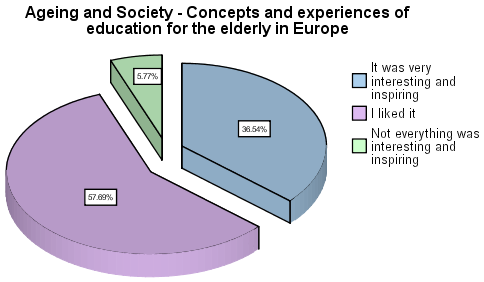 Ageing and Society - Concepts and experiences of
education for the elderly in Europe
5.77%
36.54%
57.69%
It was very
interesting and
inspiring
I liked it
Not everything was
interesting and
inspiring